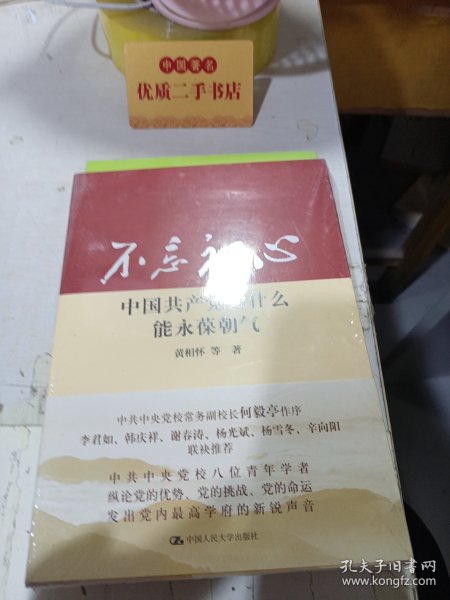 中国著名
优质二手书店
不忘 心
中国共产党 什么
能永葆朝气
黄相怀 等 著
中共中央党校常务副校长何毅亭作序
李君如、韩庆祥、谢春涛、杨光斌、杨雪冬、辛向阳
联袂推荐
中共中央党校八位青年学者
纵论党的优势、党的挑战、党的命运
发出党内最高学府的新锐声音
中国人民大学出版社
孔夫子旧书网
www.kongfz.com